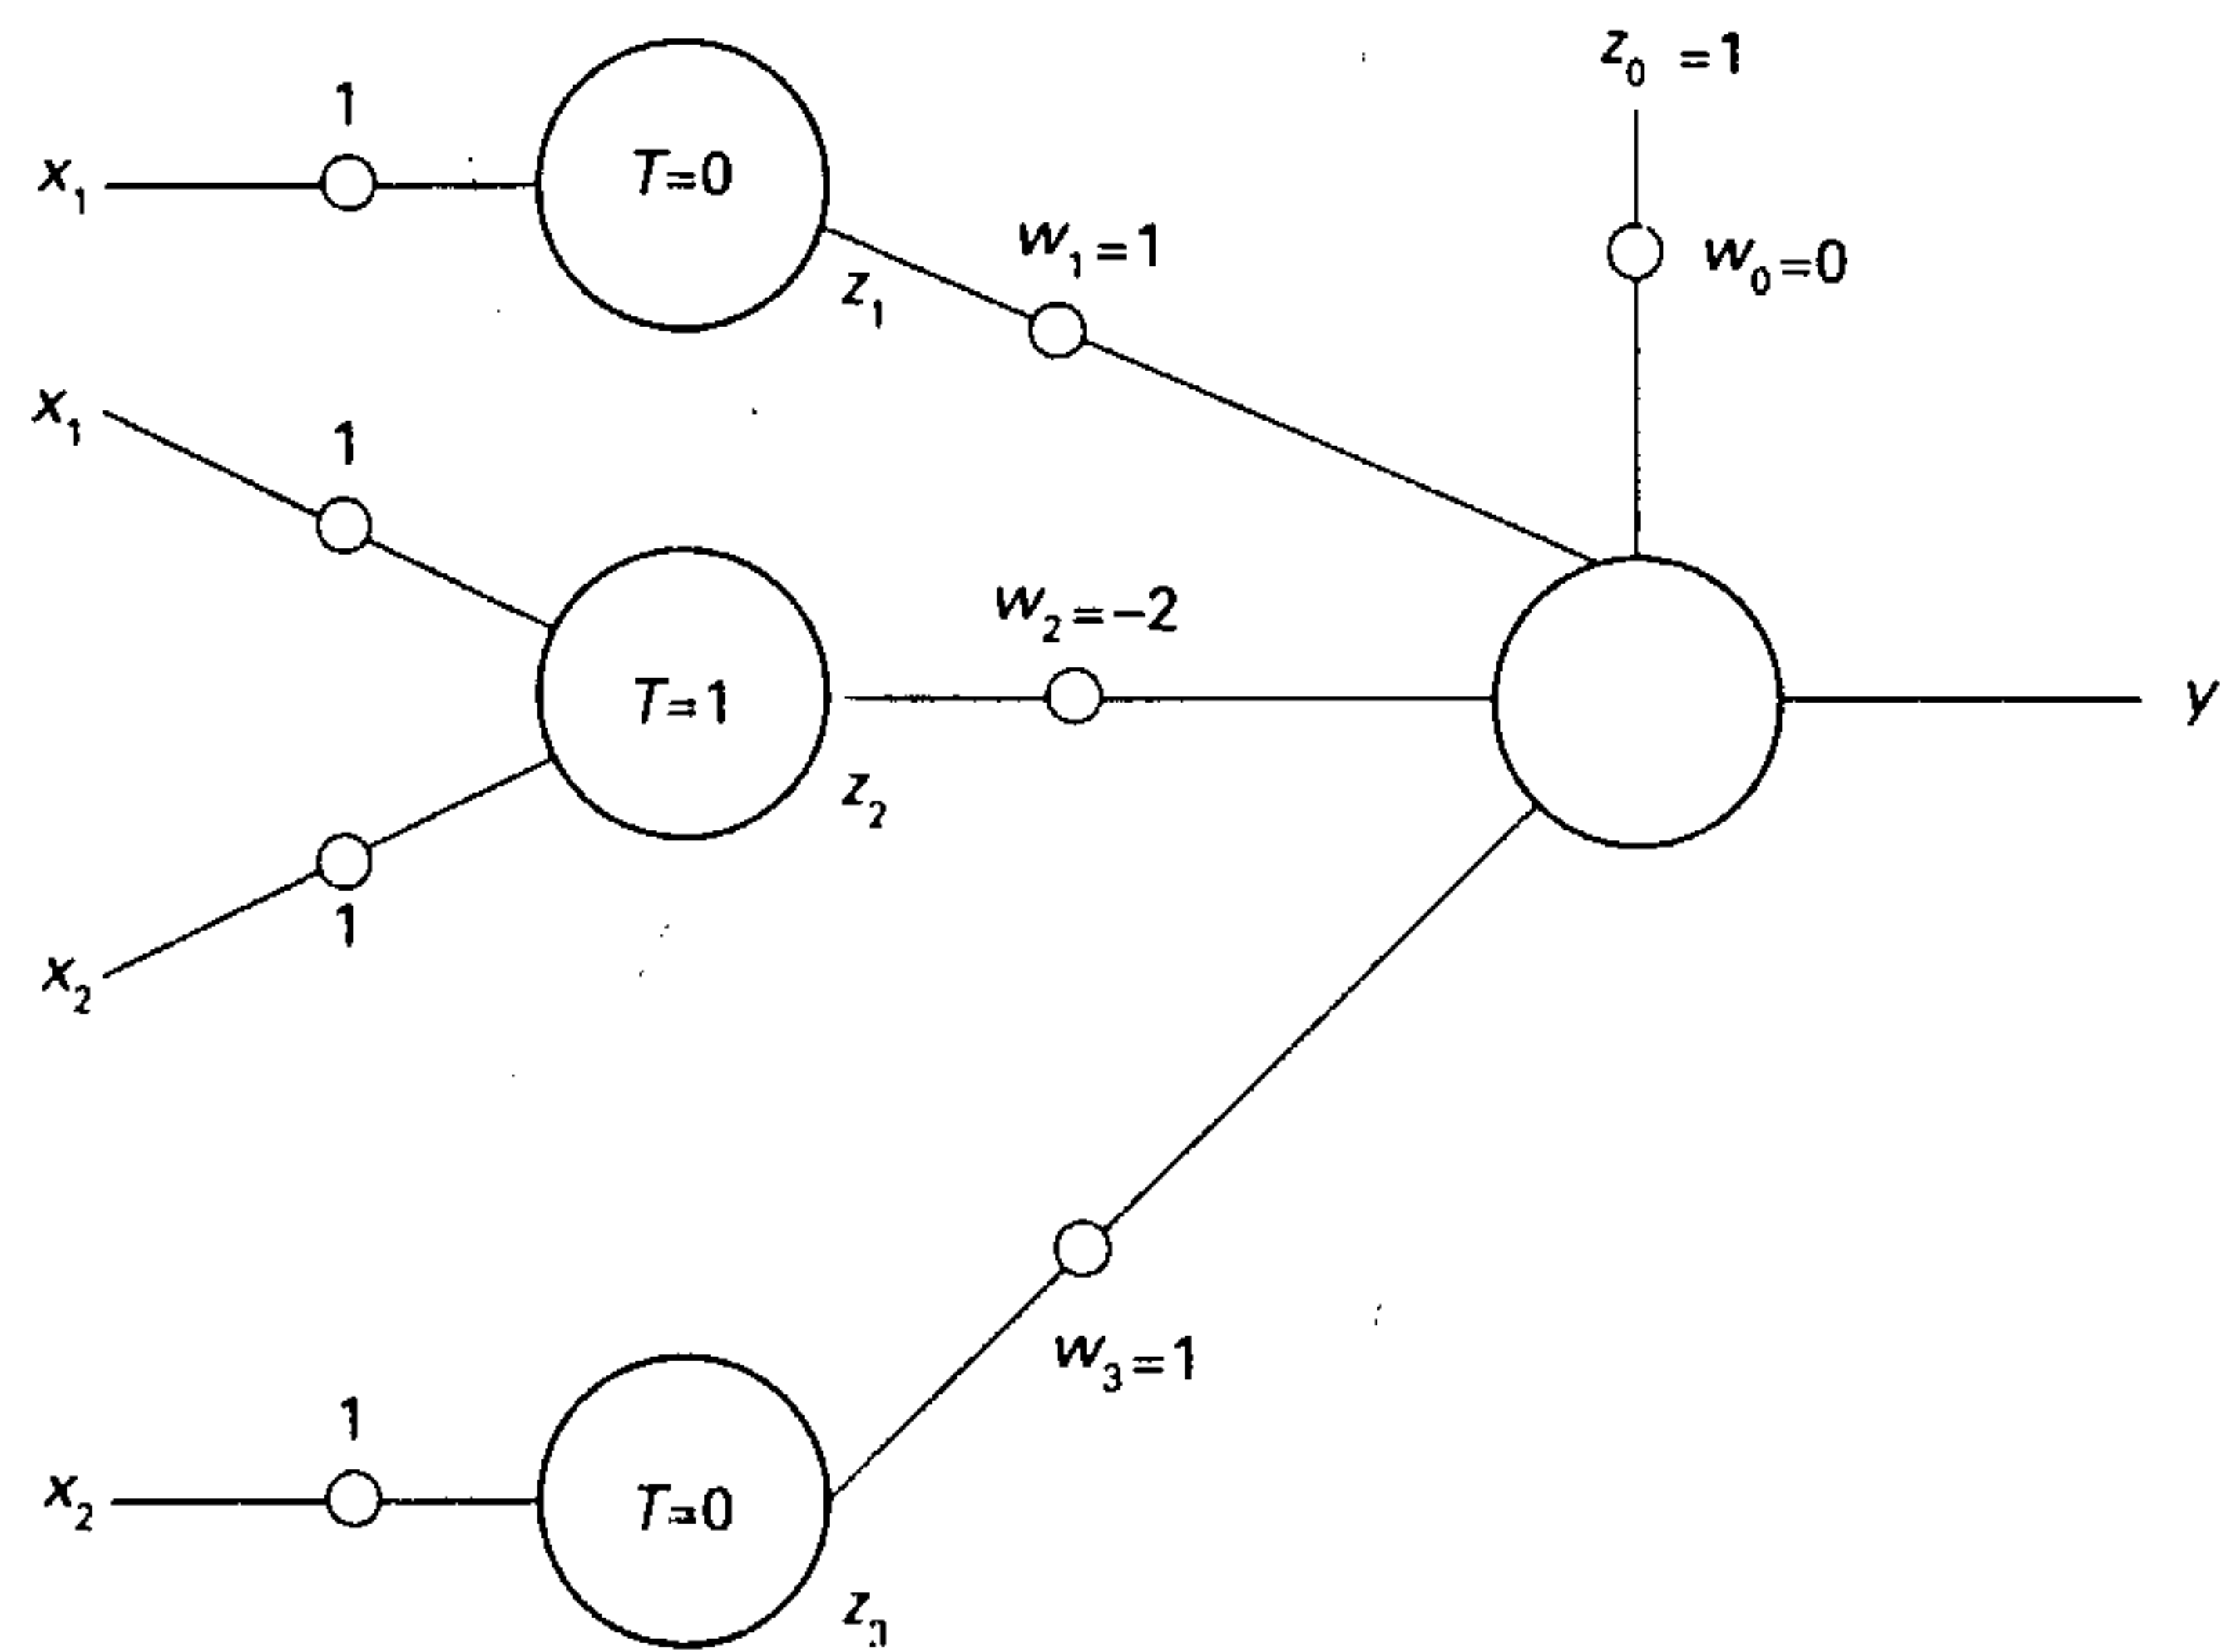 z₀ =1
1
x₁
T=0
w₁=1
w₀=0
z₁
x₁
1
w₂=−2
T=1
y
z₂
1
x₂
w₃=1
1
x₂
T=0
z₃